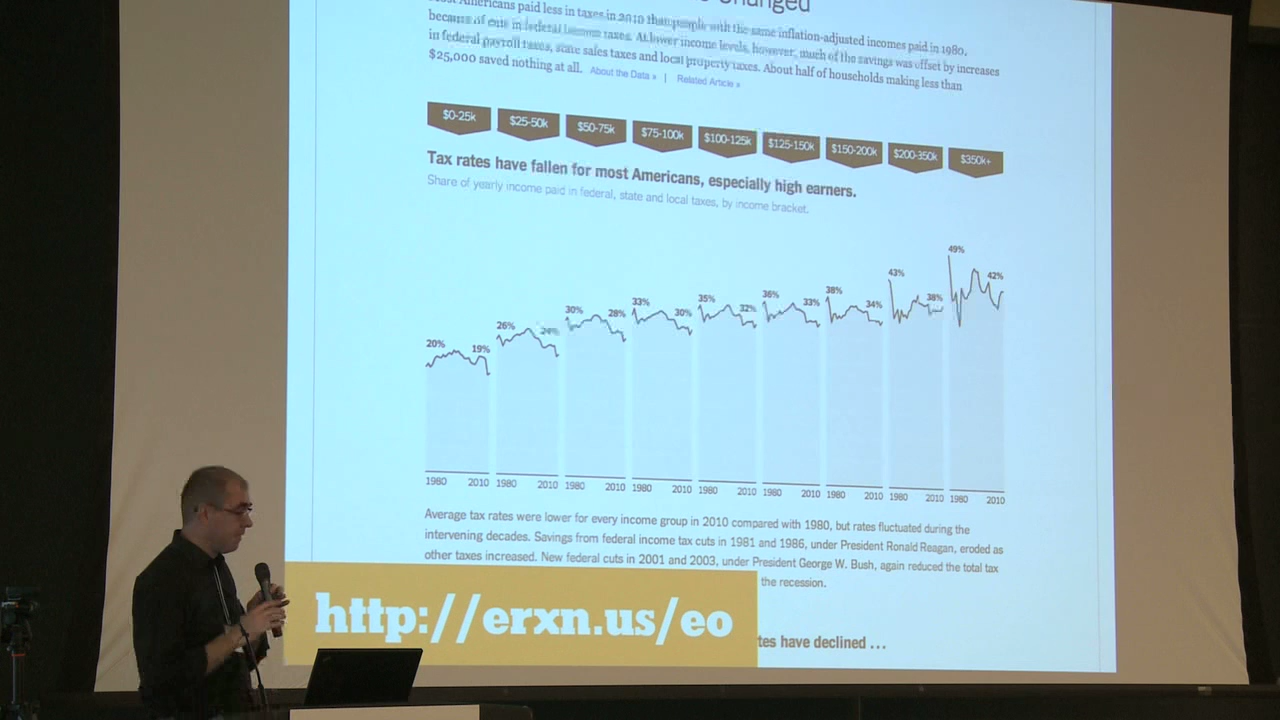 Changed
Most Americans paid less in taxes in 2010 than people with the same inflation-adjusted incomes paid in 1980,
because of cuts in federal income taxes. At lower income levels, however, much of the savings was offset by increases
in federal payroll taxes, state sales taxes and local property taxes. About half of households making less than
$25,000 saved nothing at all. About the Data » | Related Article »
$0-25k $25-50k $50-75k $75-100k $100-125k $125-150k $150-200k $200-350k $350k+
Tax rates have fallen for most Americans, especially high earners.
Share of yearly income paid in federal, state and local taxes, by income bracket.
20% 19% 26% 24% 30% 28% 33% 30% 35% 32% 36% 33% 38% 34% 43% 38% 49% 42%
1980 2010 1980 2010 1980 2010 1980 2010 1980 2010 1980 2010 1980 2010 1980 2010 1980 2010
Average tax rates were lower for every income group in 2010 compared with 1980, but rates fluctuated during the
intervening decades. Savings from federal income tax cuts in 1981 and 1986, under President Ronald Reagan, eroded as
other taxes increased. New federal cuts in 2001 and 2003, under President George W. Bush, again reduced the total tax
the recession.
http://erxn.us/eo
tes have declined ...